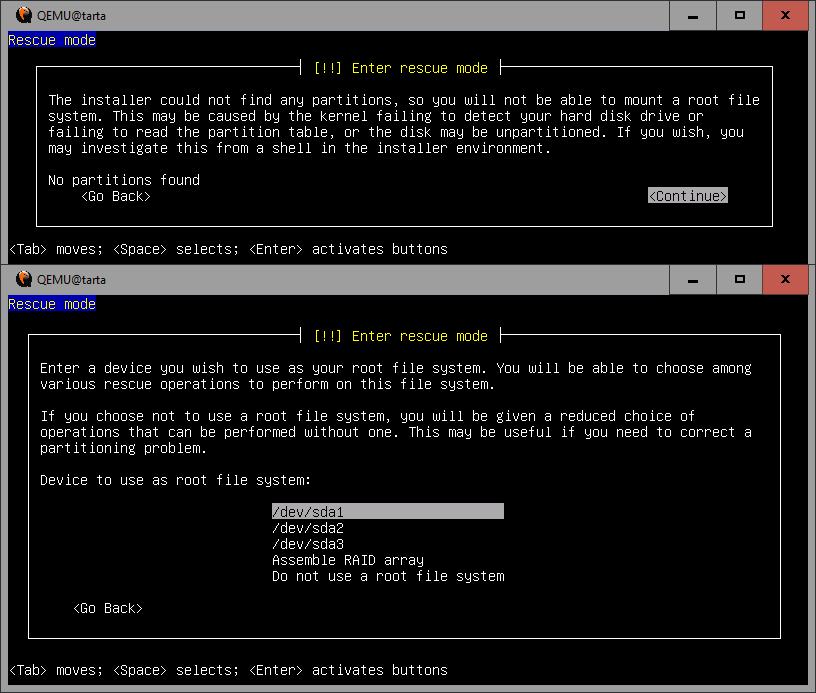 QEMU@tarta
Rescue mode
[!!] Enter rescue mode
The installer could not find any partitions, so you will not be able to mount a root file
system. This may be caused by the kernel failing to detect your hard disk drive or
failing to read the partition table, or the disk may be unpartitioned. If you wish, you
may investigate this from a shell in the installer environment.
No partitions found
<Go Back> <Continue>
<Tab> moves; <Space> selects; <Enter> activates buttons
QEMU@tarta
Rescue mode
[!!] Enter rescue mode
Enter a device you wish to use as your root file system. You will be able to choose among
various rescue operations to perform on this file system.
If you choose not to use a root file system, you will be given a reduced choice of
operations that can be performed without one. This may be useful if you need to correct a
partitioning problem.
Device to use as root file system:
/dev/sda1
/dev/sda2
/dev/sda3
Assemble RAID array
Do not use a root file system
<Go Back>
<Tab> moves; <Space> selects; <Enter> activates buttons